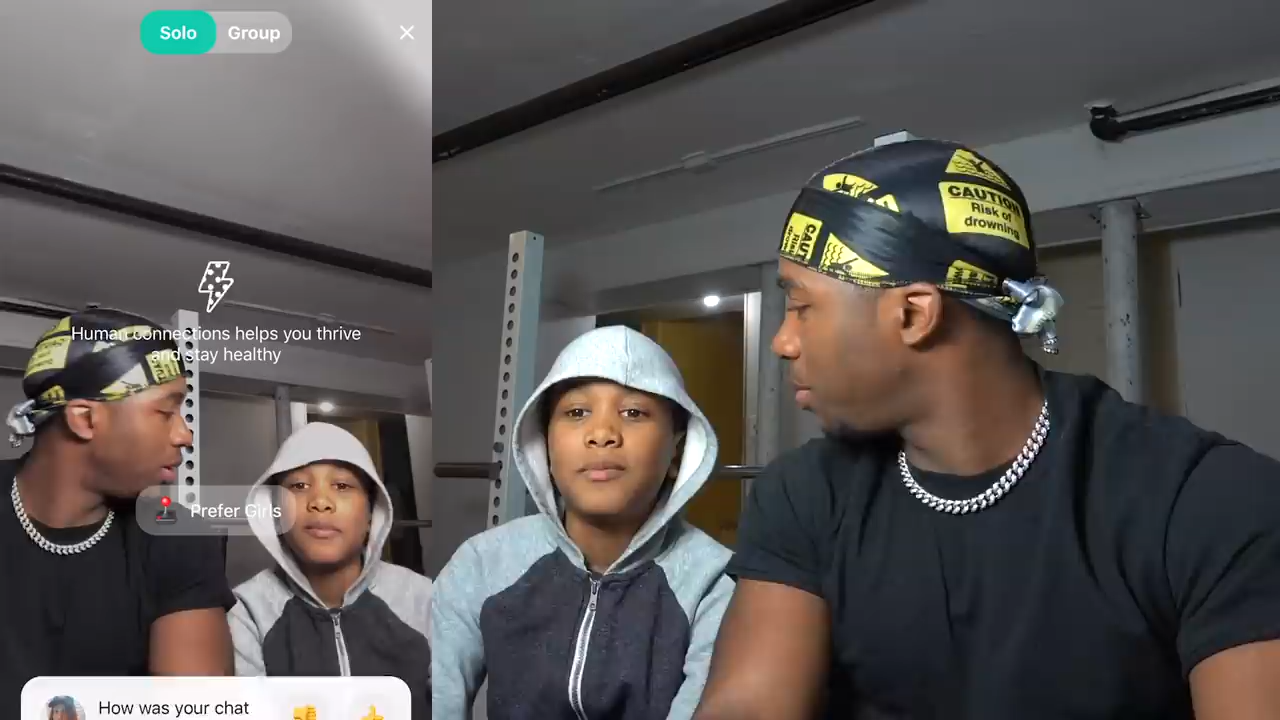 Solo
Group
Human connections helps you thrive
and stay healthy
Prefer Girls
How was your chat
CAUTION
Risk of
drowning